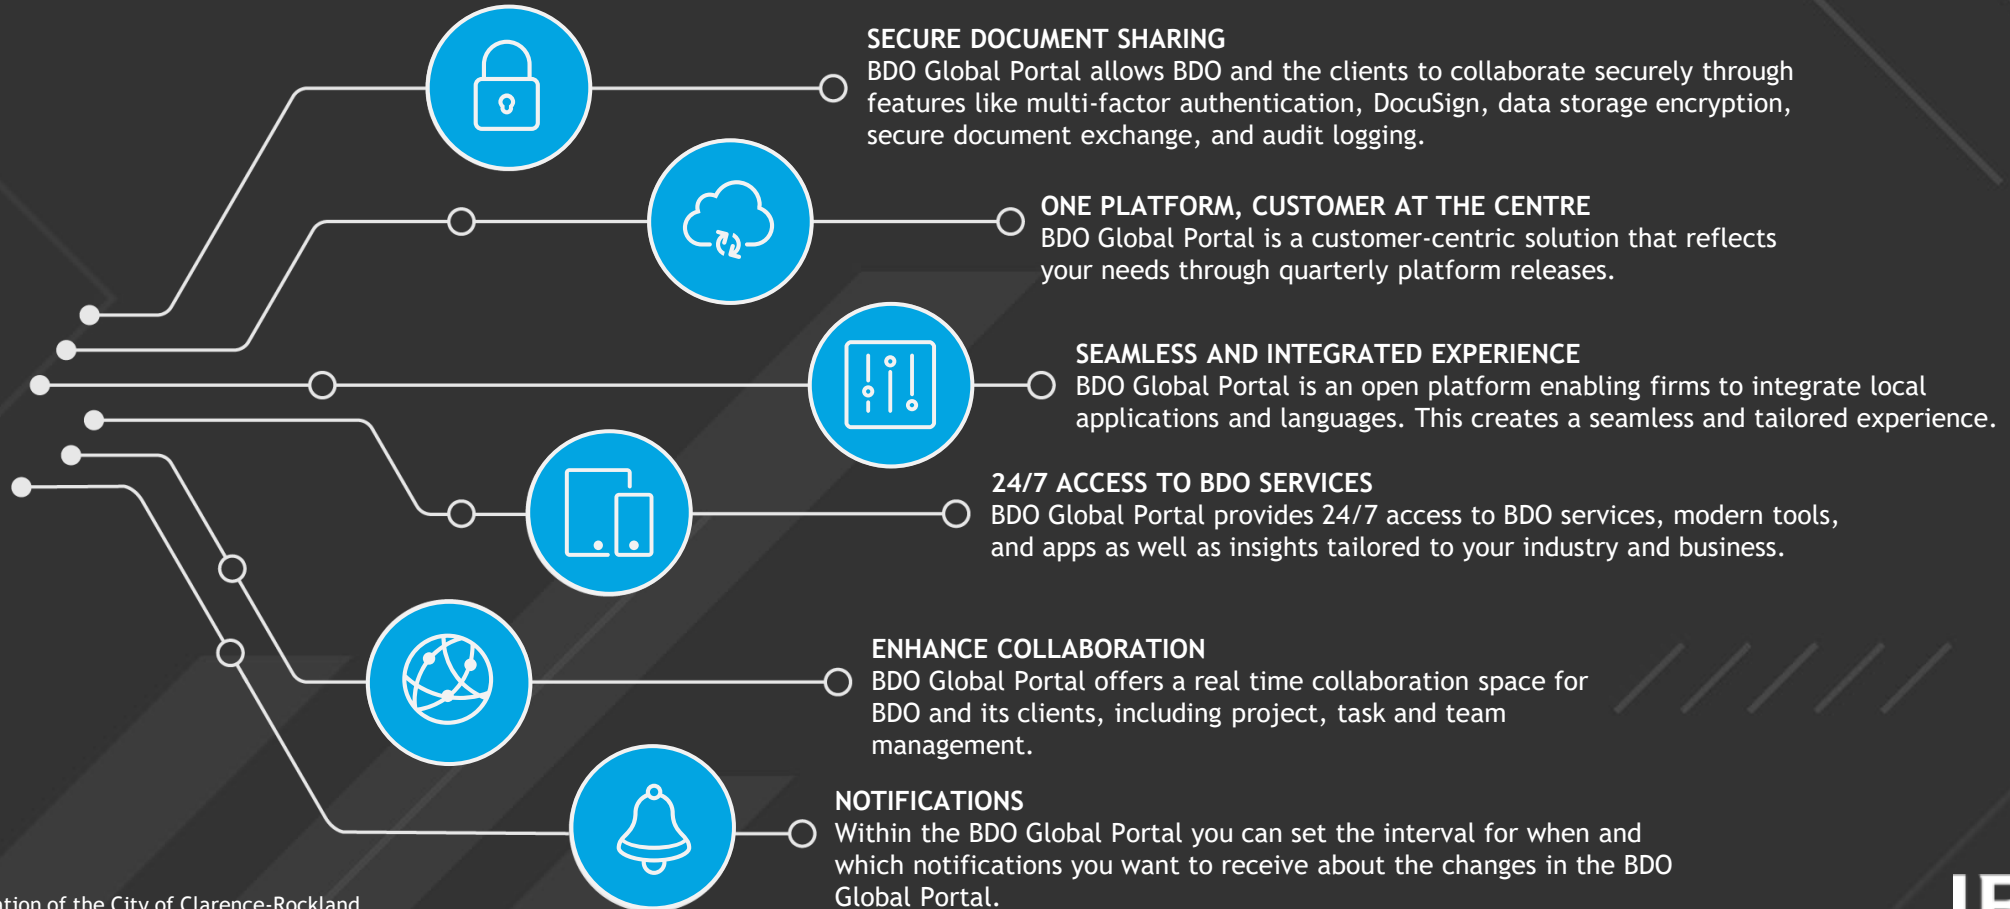 SECURE DOCUMENT SHARING
BDO Global Portal allows BDO and the clients to collaborate securely through
features like multi-factor authentication, DocuSign, data storage encryption,
secure document exchange, and audit logging.
ONE PLATFORM, CUSTOMER AT THE CENTRE
BDO Global Portal is a customer-centric solution that reflects
your needs through quarterly platform releases.
SEAMLESS AND INTEGRATED EXPERIENCE
BDO Global Portal is an open platform enabling firms to integrate local
applications and languages. This creates a seamless and tailored experience.
24/7 ACCESS TO BDO SERVICES
BDO Global Portal provides 24/7 access to BDO services, modern tools,
and apps as well as insights tailored to your industry and business.
ENHANCE COLLABORATION
BDO Global Portal offers a real time collaboration space for
BDO and its clients, including project, task and team
management.
NOTIFICATIONS
Within the BDO Global Portal you can set the interval for when and
which notifications you want to receive about the changes in the BDO
Global Portal.
of the City of Clarence-Rockland